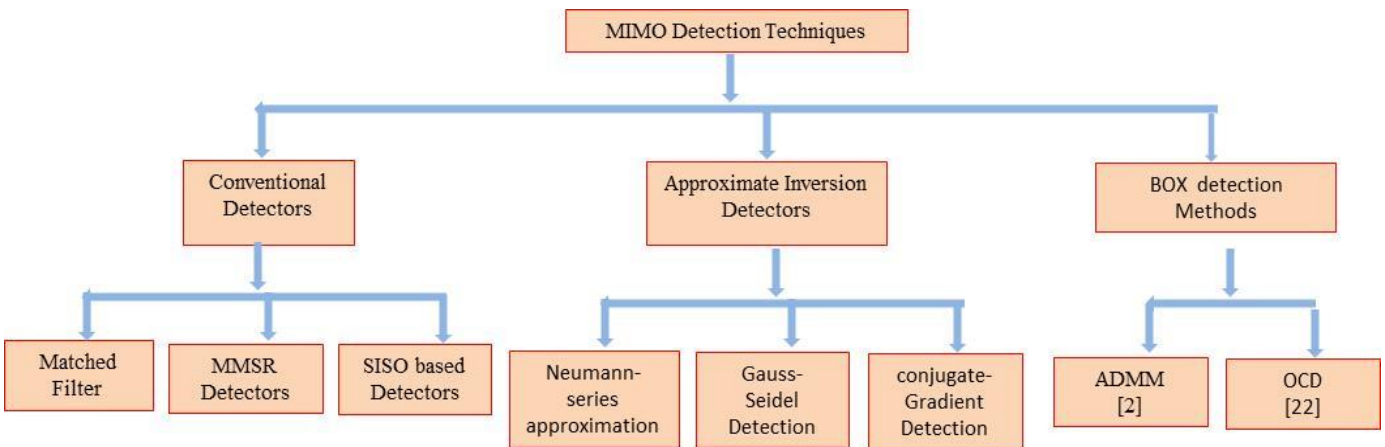 MIMO Detection Techniques
Conventional
Detectors
Approximate Inversion
Detectors
BOX detection
Methods
Matched
Filter
MMSR
Detectors
SISO based
Detectors
Neumann-
series
approximation
Gauss-
Seidel
Detection
conjugate-
Gradient
Detection
ADMM
[2]
OCD
[22]